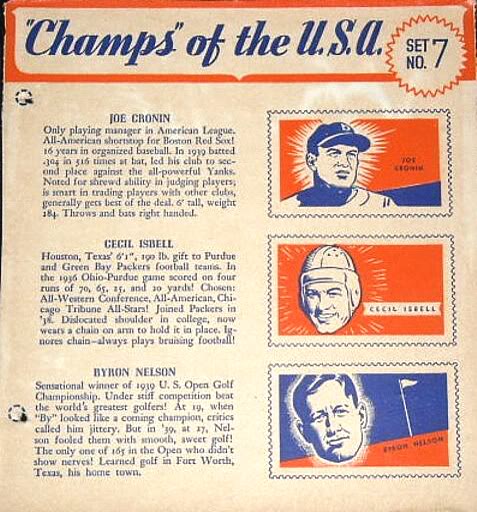 "Champs" of the U.S.A.
SET
NO. 7
JOE CRONIN
Only playing manager in American League.
All-American shortstop for Boston Red Sox!
16 years in organized baseball. In 1939 batted
.304 in 516 times at bat, led his club to sec-
ond place against the all-powerful Yanks.
Noted for shrewd ability in judging players;
is smart in trading players with other clubs,
generally gets best of the deal. 6' tall, weight
184. Throws and bats right handed.
JOE
CRONIN
CECIL ISBELL
Houston, Texas' 6'1", 190 lb. gift to Purdue
and Green Bay Packers football teams. In
the 1936 Ohio-Purdue game scored on four
runs of 70, 65, 25, and 20 yards! Chosen:
All-Western Conference, All-American, Chi-
cago Tribune All-Stars! Joined Packers in
'38. Dislocated shoulder in college, now
wears a chain on arm to hold it in place. Ig-
nores chain—always plays bruising football!
CECIL ISBELL
BYRON NELSON
Sensational winner of 1939 U. S. Open Golf
Championship. Under stiff competition beat
the world's greatest golfers! At 19, when
"By" looked like a coming champion, critics
called him jittery. But in '39, at 27, Nel-
son fooled them with smooth, sweet golf!
The only one of 165 in the Open who didn't
show nerves! Learned golf in Fort Worth,
Texas, his home town.
BYRON NELSON